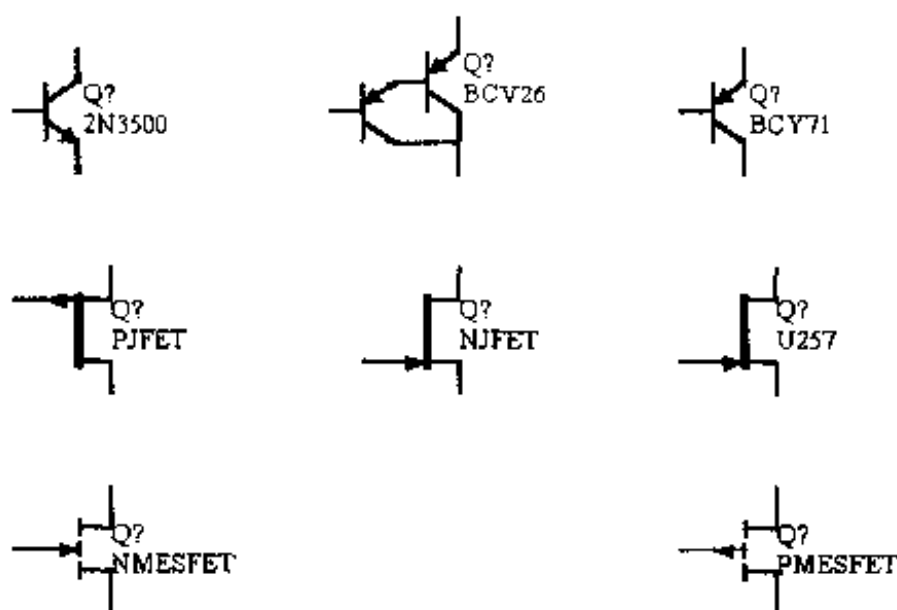 Q?
2N3500
Q?
BCV26
Q?
BCY71
Q?
PJFET
Q?
NJFET
Q?
U257
Q?
NMESFET
Q?
PMESFET